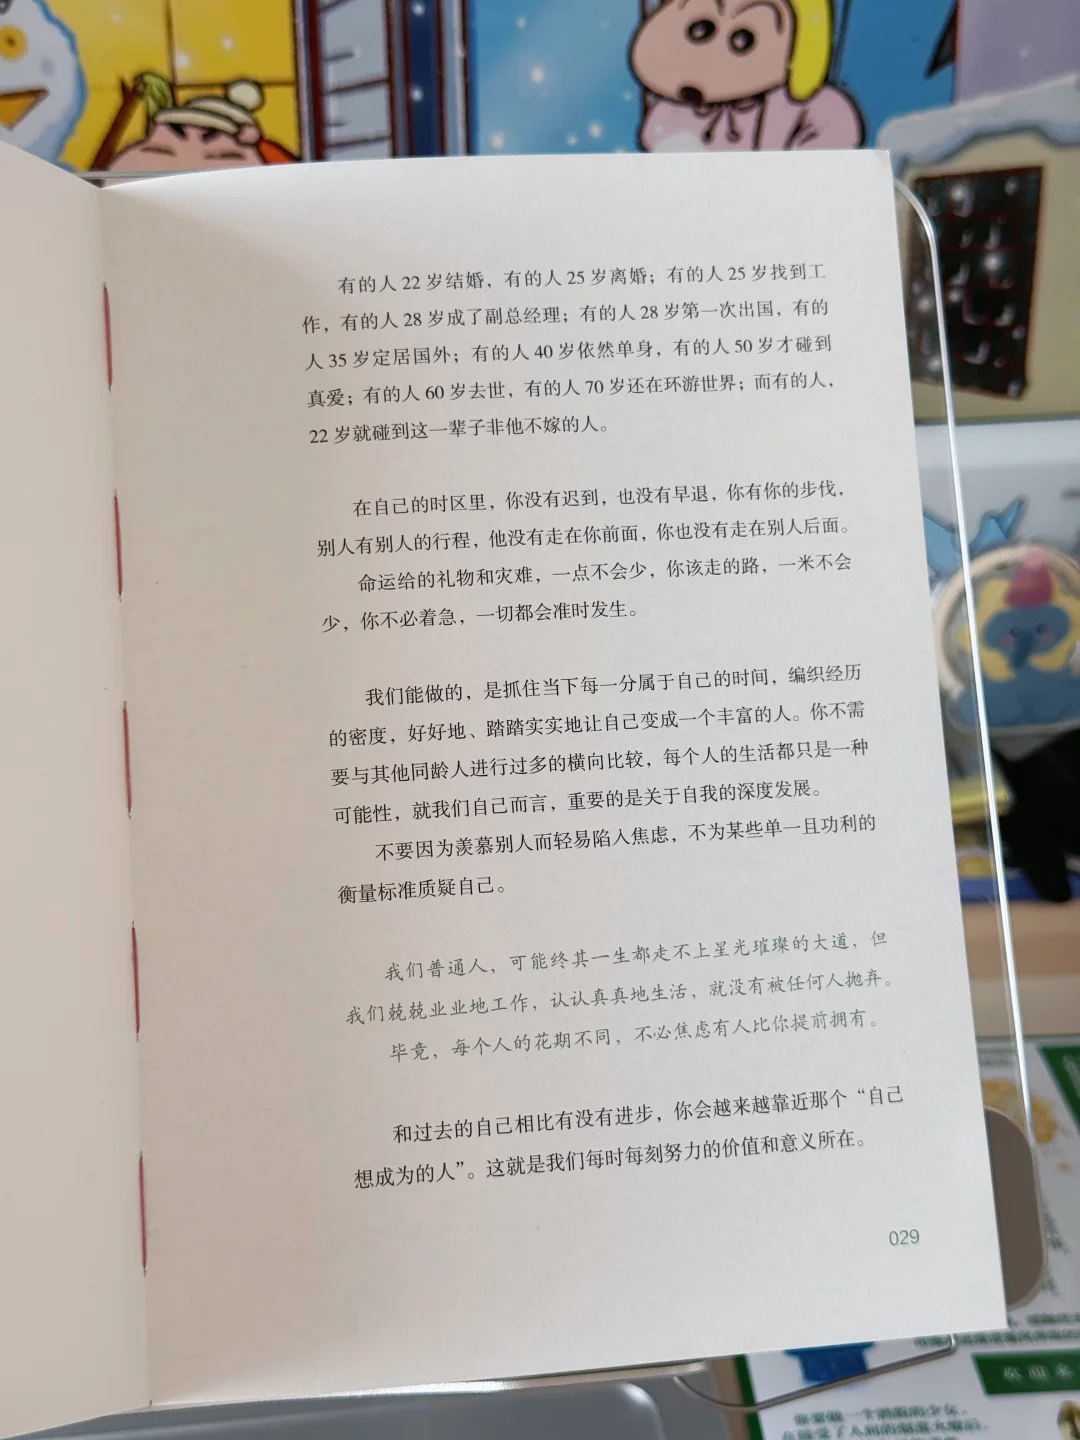 有的人 22 岁结婚，有的人 25 岁离婚；有的人 25 岁找到工
作，有的人 28 岁成了副总经理；有的人 28 岁第一次出国，有的
人 35 岁定居国外；有的人 40 岁依然单身，有的人 50 岁才碰到
真爱；有的人 60 岁去世，有的人 70 岁还在环游世界；而有的人，
22 岁就碰到这一辈子非他不嫁的人。
在自己的时区里，你没有迟到，也没有早退，你有你的步伐，
别人有别人的行程，他没有走在你前面，你也没有走在别人后面。
命运给的礼物和灾难，一点不会少，你该走的路，一米不会
少，你不必着急，一切都会准时发生。
我们能做的，是抓住当下每一分属于自己的时间，编织经历
的密度，好好地、踏踏实实地让自己变成一个丰富的人。你不需
要与其他同龄人进行过多的横向比较，每个人的生活都只是一种
可能性，就我们自己而言，重要的是关于自我的深度发展。
不要因为羡慕别人而轻易陷入焦虑，不为某些单一且功利的
衡量标准质疑自己。
我们普通人，可能终其一生都走不上星光璀璨的大道，但
我们兢兢业业地工作，认认真真地生活，就没有被任何人抛弃。
毕竟，每个人的花期不同，不必焦虑有人比你提前拥有。
和过去的自己相比有没有进步，你会越来越靠近那个“自己
想成为的人”。这就是我们每时每刻努力的价值和意义所在。
029
欢迎来